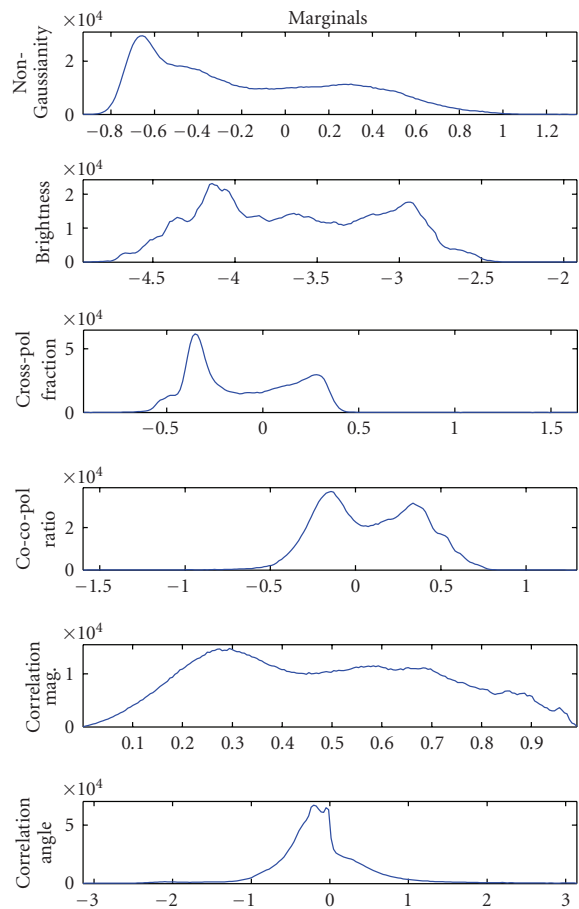 Marginals
×10⁴
Non-
Gaussianity
2
0
−0.8 −0.6 −0.4 −0.2 0 0.2 0.4 0.6 0.8 1 1.2
×10⁴
Brightness
2
1
0
−4.5 −4 −3.5 −3 −2.5 −2
×10⁴
Cross-pol
fraction
5
0
−0.5 0 0.5 1 1.5
×10⁴
Co-co-pol
ratio
2
0
−1.5 −1 −0.5 0 0.5 1
×10⁴
Correlation
mag.
1
0
0.1 0.2 0.3 0.4 0.5 0.6 0.7 0.8 0.9
×10⁴
Correlation
angle
5
0
−3 −2 −1 0 1 2 3